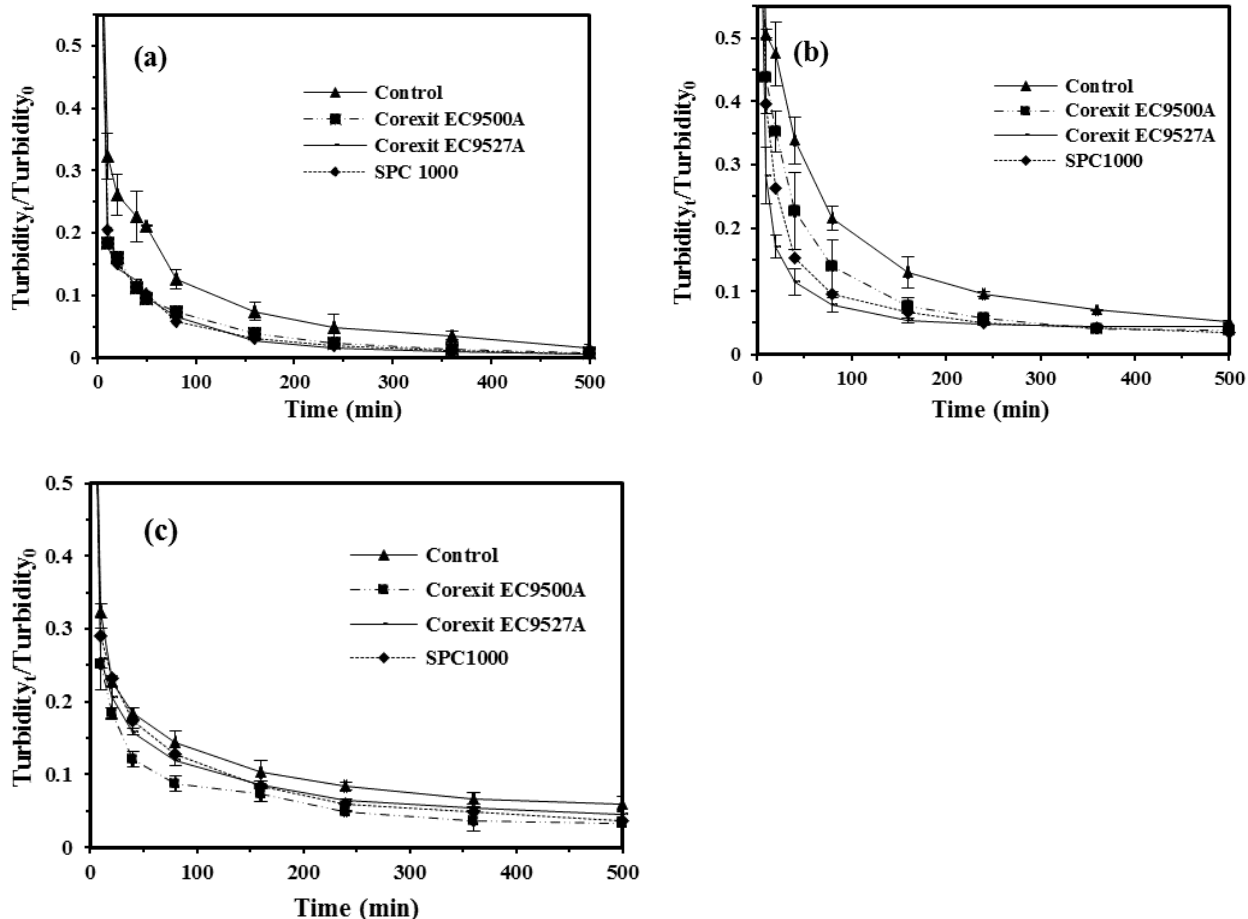 (a)
Turbidityₜ/Turbidity₀
0.5
0.4
0.3
0.2
0.1
0
Control
Corexit EC9500A
Corexit EC9527A
SPC 1000
0 100 200 300 400 500
Time (min)
(b)
Turbidityₜ/Turbidity₀
0.5
0.4
0.3
0.2
0.1
0
Control
Corexit EC9500A
Corexit EC9527A
SPC1000
0 100 200 300 400 500
Time (min)
(c)
Turbidityₜ/Turbidity₀
0.5
0.4
0.3
0.2
0.1
0
Control
Corexit EC9500A
Corexit EC9527A
SPC1000
0 100 200 300 400 500
Time (min)